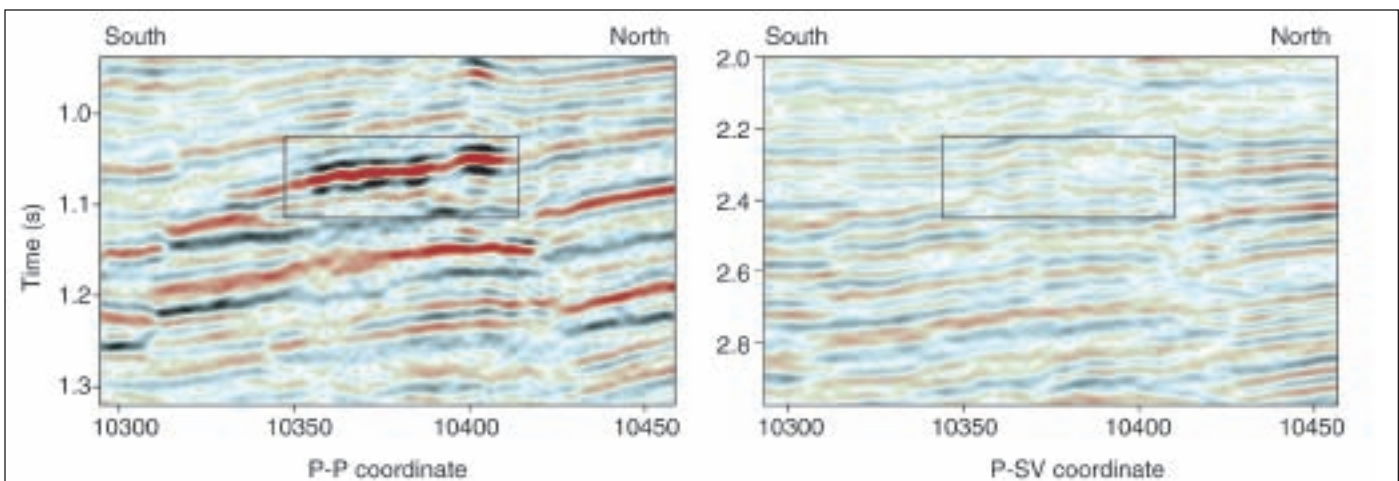 South North
1.0
1.1
1.2
1.3
Time (s)
10300 10350 10400 10450
P-P coordinate
South North
2.0
2.2
2.4
2.6
2.8
10300 10350 10400 10450
P-SV coordinate